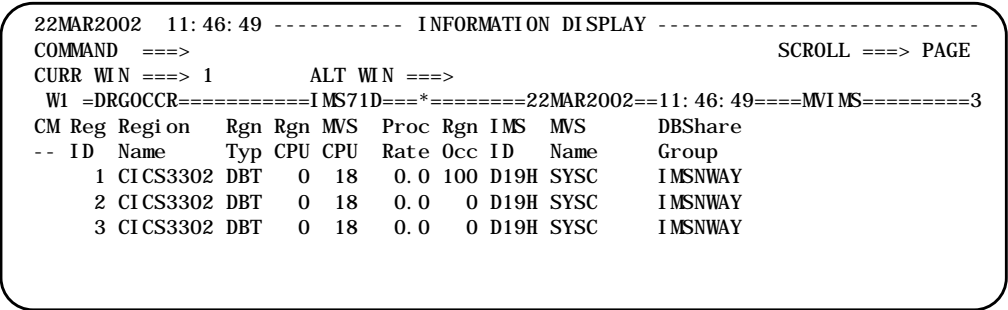 22MAR2002  11:46:49 ----------- INFORMATION DISPLAY ----------------------------
COMMAND  ===>                                                 SCROLL ===> PAGE
CURR WIN ===> 1         ALT WIN ===>
 W1 =DRGOCCR===========IMS71D===*========22MAR2002==11:46:49====MVIMS=========3
CM Reg Region    Rgn Rgn MVS  Proc Rgn IMS  MVS      DBShare
-- ID  Name      Typ CPU CPU  Rate Occ ID   Name     Group
     1 CICS3302 DBT    0  18   0.0 100 D19H SYSC     IMSNWAY
     2 CICS3302 DBT    0  18   0.0   0 D19H SYSC     IMSNWAY
     3 CICS3302 DBT    0  18   0.0   0 D19H SYSC     IMSNWAY